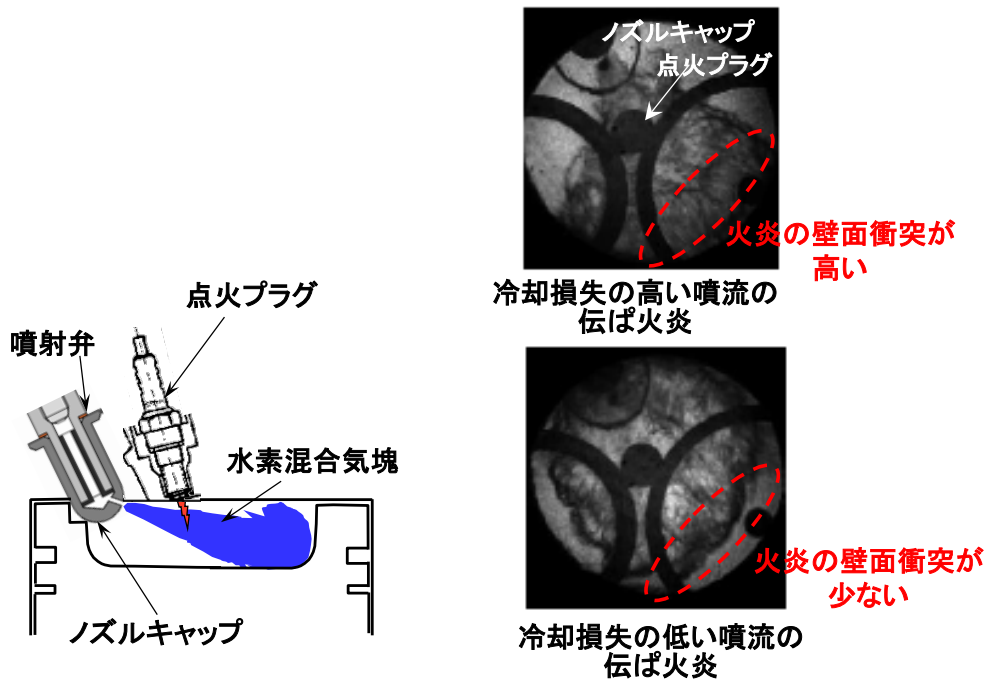 ノズルキャップ
点火プラグ
火炎の壁面衝突が
高い
冷却損失の高い噴流の
伝ぱ火炎
点火プラグ
噴射弁
水素混合気塊
ノズルキャップ
火炎の壁面衝突が
少ない
冷却損失の低い噴流の
伝ぱ火炎